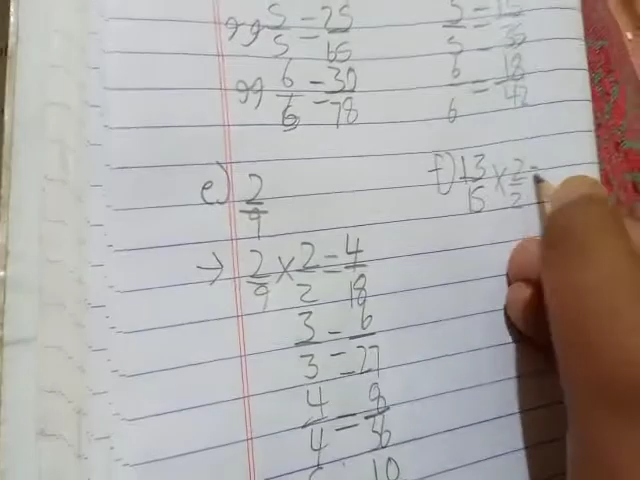 " 5/5 = 25/65
" 6/6 = 30/78
5/5 = 15/35
6/6 = 18/42
e) 2/9
→ 2/9 × 2/2 = 4/18
3/3 = 6/27
4/4 = 8/36
10
f) 13/15 × 2/2 =